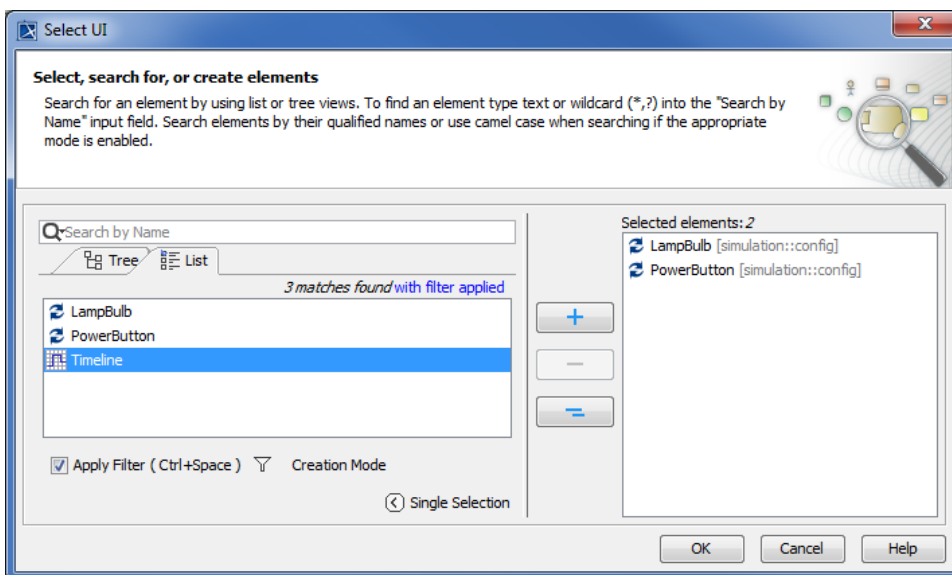 Select UI
Select, search for, or create elements
Search for an element by using list or tree views. To find an element type text or wildcard (*,?) into the "Search by
Name" input field. Search elements by their qualified names or use camel case when searching if the appropriate
mode is enabled.
Search by Name
Tree List
3 matches found with filter applied
LampBulb
PowerButton
Timeline
Apply Filter ( Ctrl+Space ) Creation Mode
Single Selection
Selected elements: 2
LampBulb [simulation::config]
PowerButton [simulation::config]
OK Cancel Help